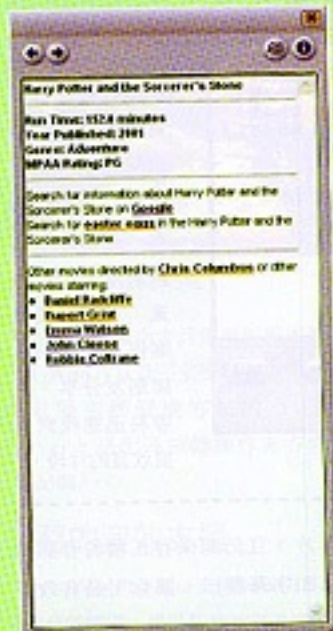 Harry Potter and the Sorcerer's Stone
Run Time: 152.0 minutes
Year Published: 2001
Genre: Adventure
MPAA Rating: PG
Search for information about Harry Potter and the
Sorcerer's Stone on Google
Search for easter eggs in the Harry Potter and the
Sorcerer's Stone
Other movies directed by Chris Columbus or other
movies starring:
• Daniel Radcliffe
• Rupert Grint
• Emma Watson
• John Cleese
• Robbie Coltrane